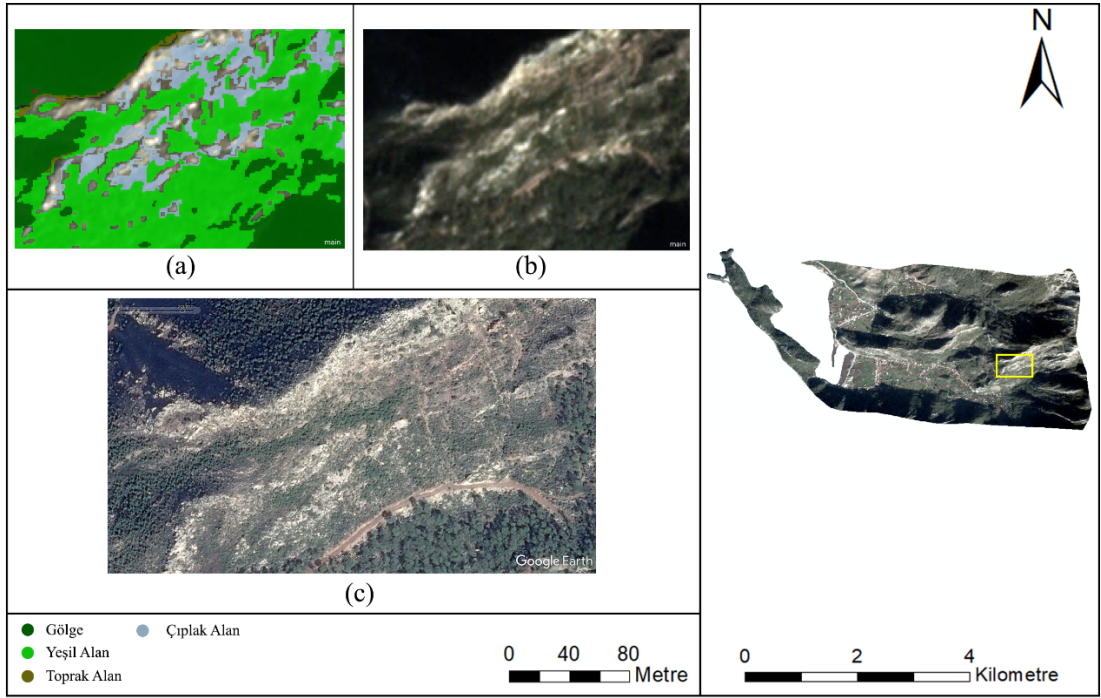 main
(a)
main
(b)
N
Google Earth
(c)
Gölge
Çıplak Alan
Yeşil Alan
Toprak Alan
0 40 80
Metre
0 2 4
Kilometre